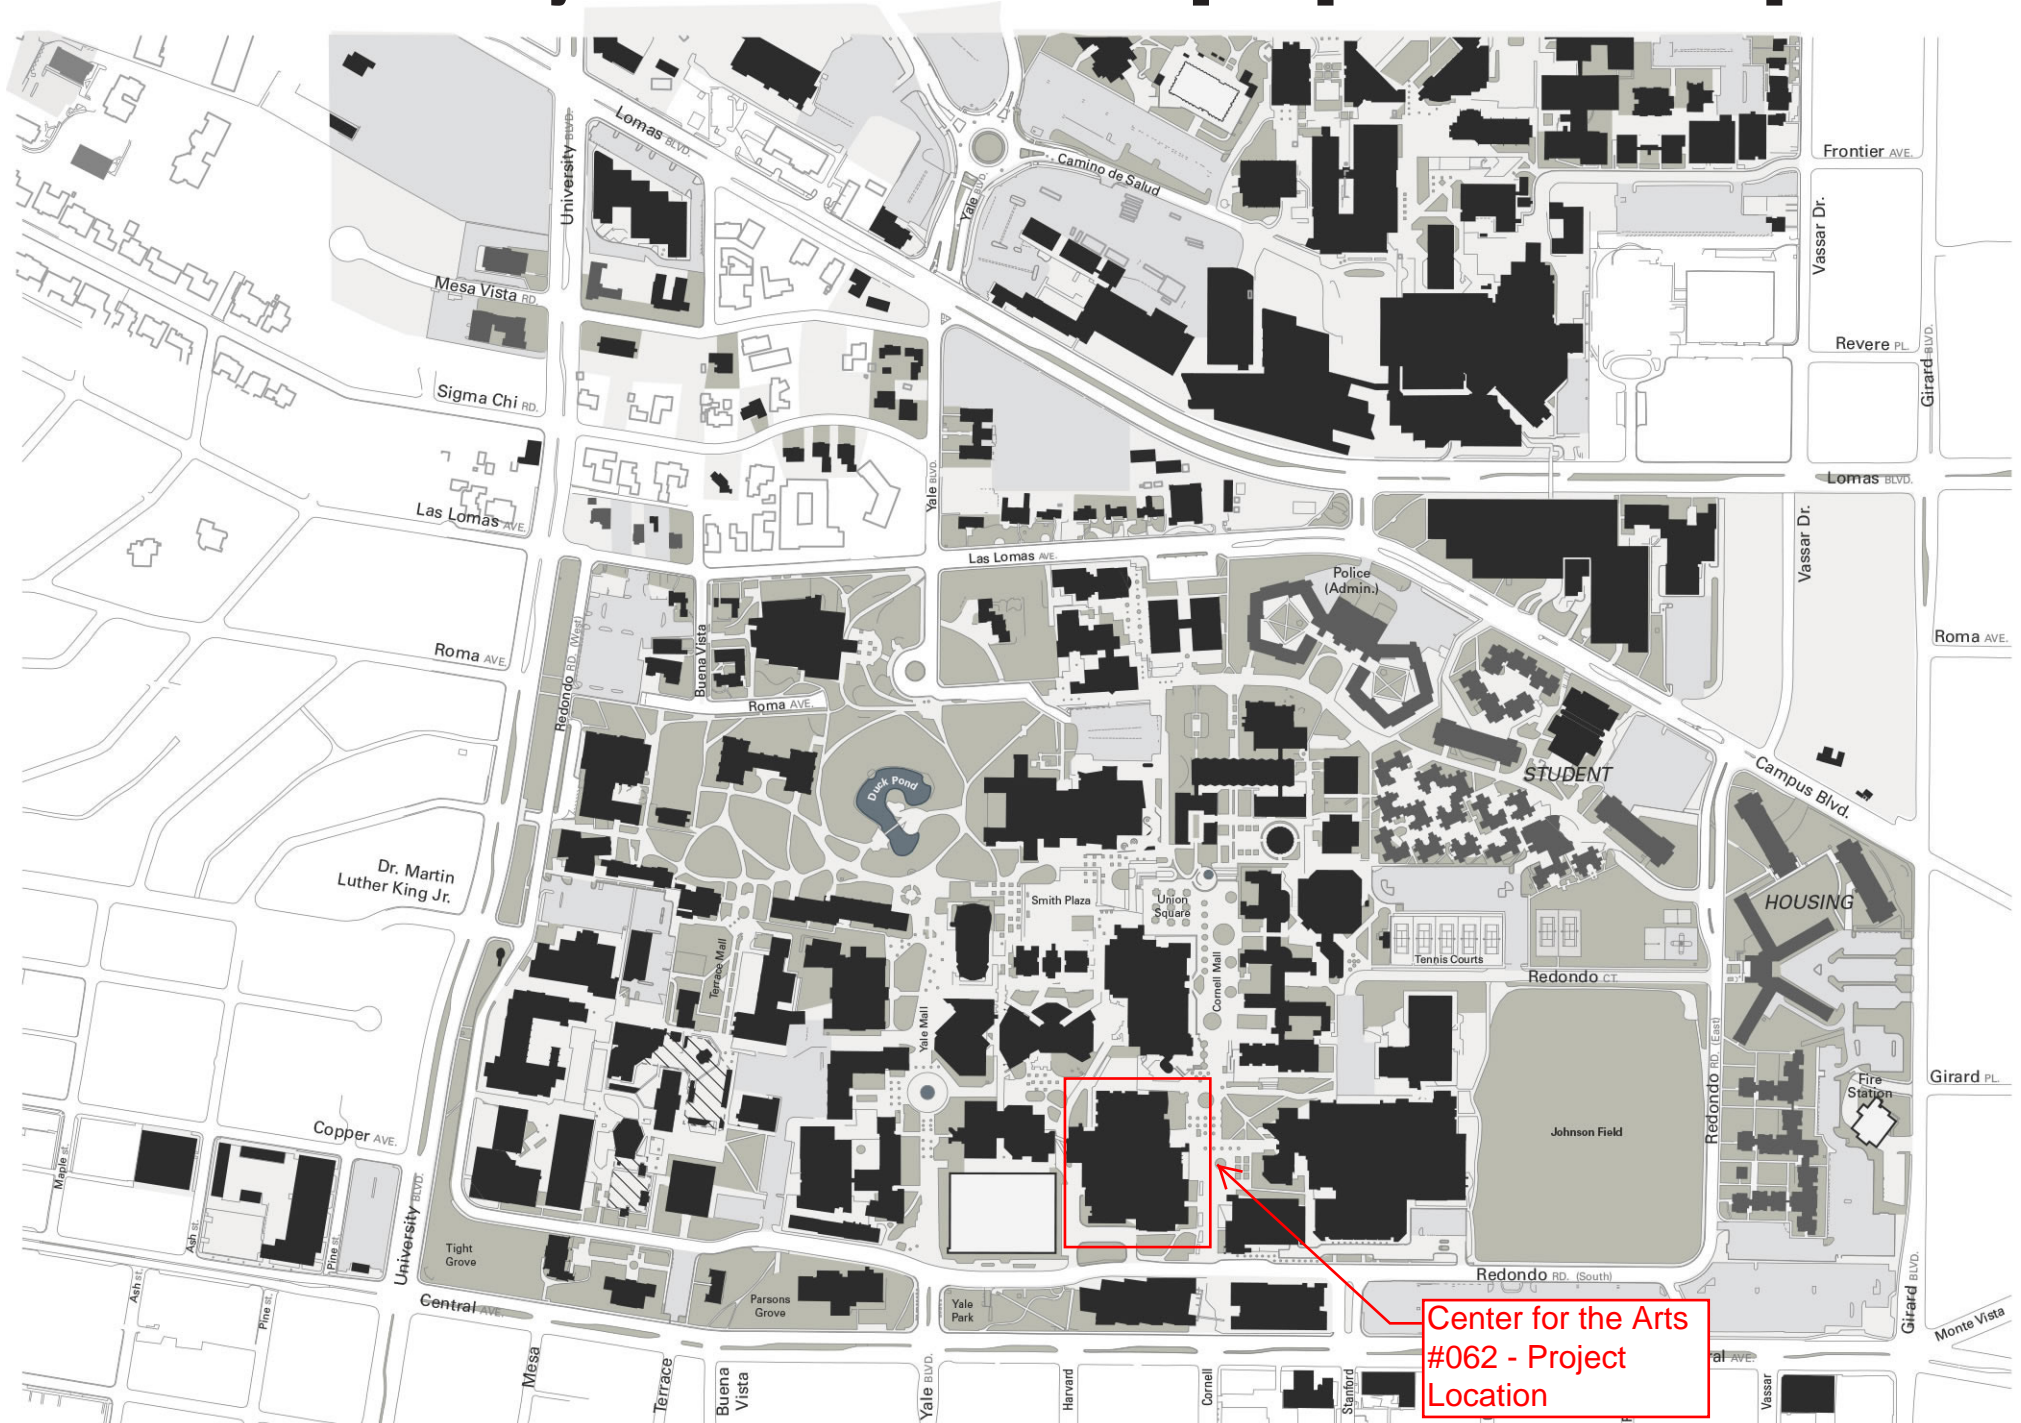 Lomas BLVD.
University BLVD.
Camino de Salud
Yale BLVD.
Frontier AVE.
Vassar Dr.
Mesa Vista RD.
Revere PL.
Girard BLVD.
Sigma Chi RD.
Yale BLVD.
Lomas BLVD.
Las Lomas AVE.
Las Lomas AVE.
Vassar Dr.
Police
(Admin.)
Redondo RD. (West)
Buena Vista
Roma AVE.
Roma AVE.
Roma AVE.
Duck Pond
STUDENT
Campus Blvd.
Dr. Martin
Luther King Jr.
Smith Plaza
Union
Square
HOUSING
Terrace Mall
Tennis Courts
Cornell Mall
Redondo CT.
Yale Mall
Redondo RD. (East)
Fire
Station
Girard PL.
Copper AVE.
Johnson Field
Maple st.
Ash st.
Pine st.
University BLVD.
Tight
Grove
Redondo RD. (South)
Ash st.
Pine st.
Central AVE.
Parsons
Grove
Yale
Park
Girard BLVD.
Monte Vista
Center for the Arts
#062 - Project
Location
ral AVE.
Mesa
Terrace
Buena
Vista
Yale BLVD.
Harvard
Cornell
Stanford
Vassar